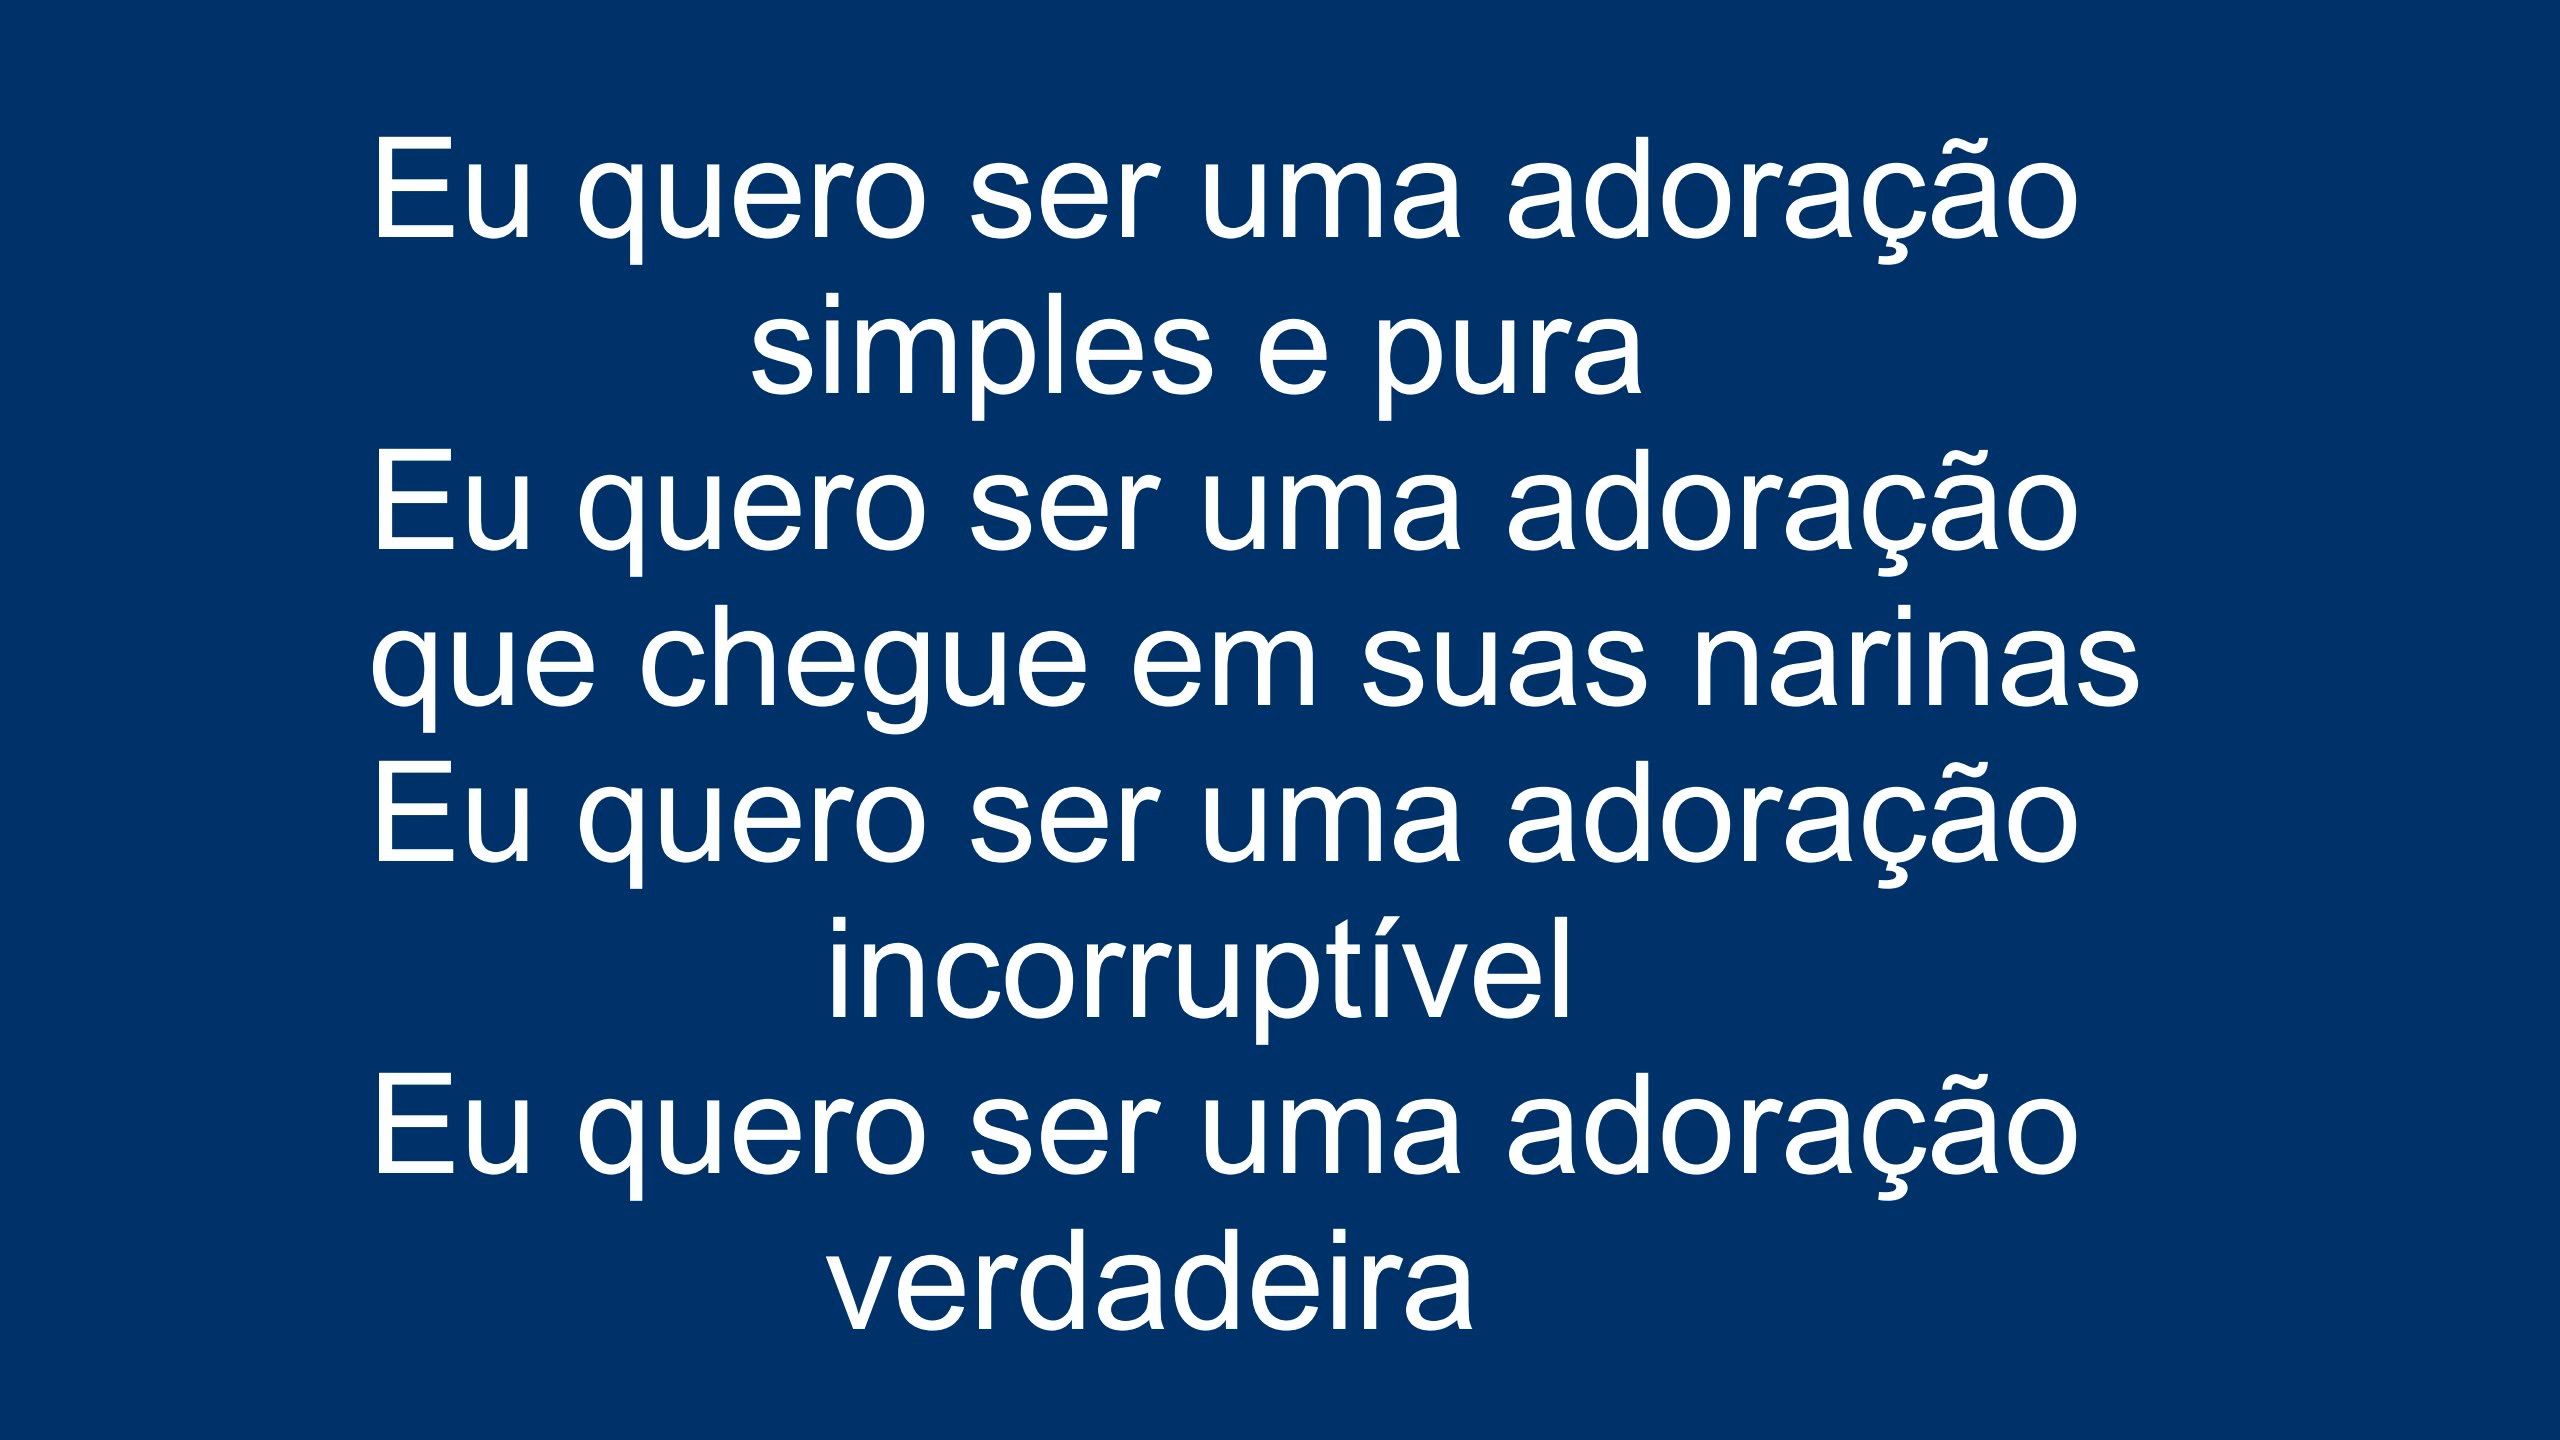 Eu quero ser uma adoração
simples e pura
Eu quero ser uma adoração
que chegue em suas narinas
Eu quero ser uma adoração
incorruptível
Eu quero ser uma adoração
verdadeira